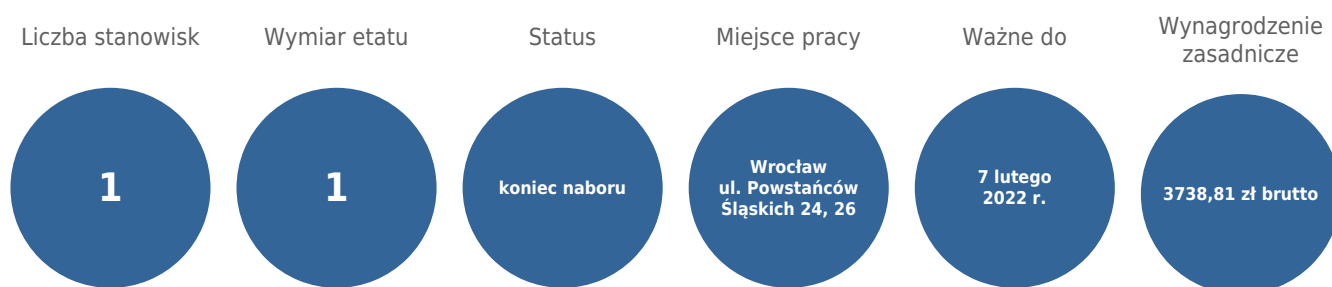 Liczba stanowisk
1
Wymiar etatu
1
Status
koniec naboru
Miejsce pracy
Wrocław
ul. Powstańców
Śląskich 24, 26
Ważne do
7 lutego
2022 r.
Wynagrodzenie
zasadnicze
3738,81 zł brutto